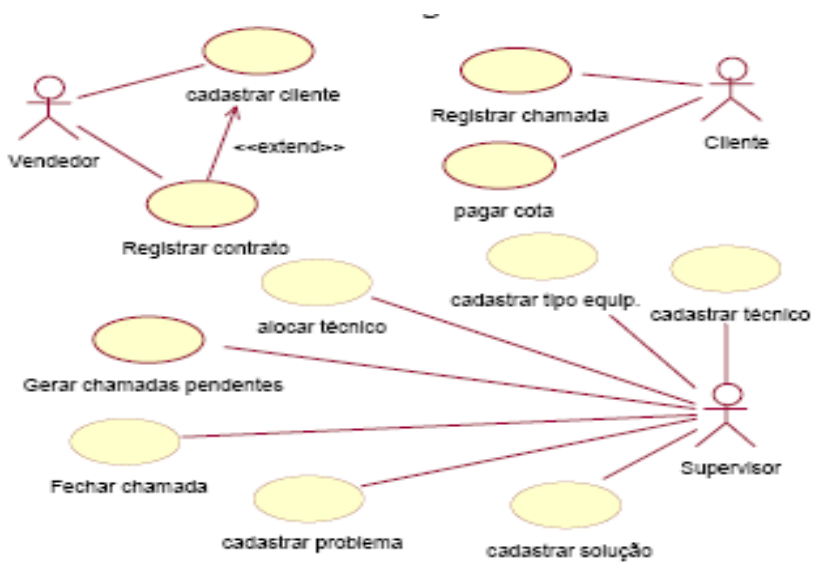 cadastrar cliente
Vendedor
<<extend>>
Registrar contrato
Registrar chamada
Cliente
pagar cota
cadastrar tipo equip.
cadastrar técnico
alocar técnico
Gerar chamadas pendentes
Fechar chamada
Supervisor
cadastrar problema
cadastrar solução